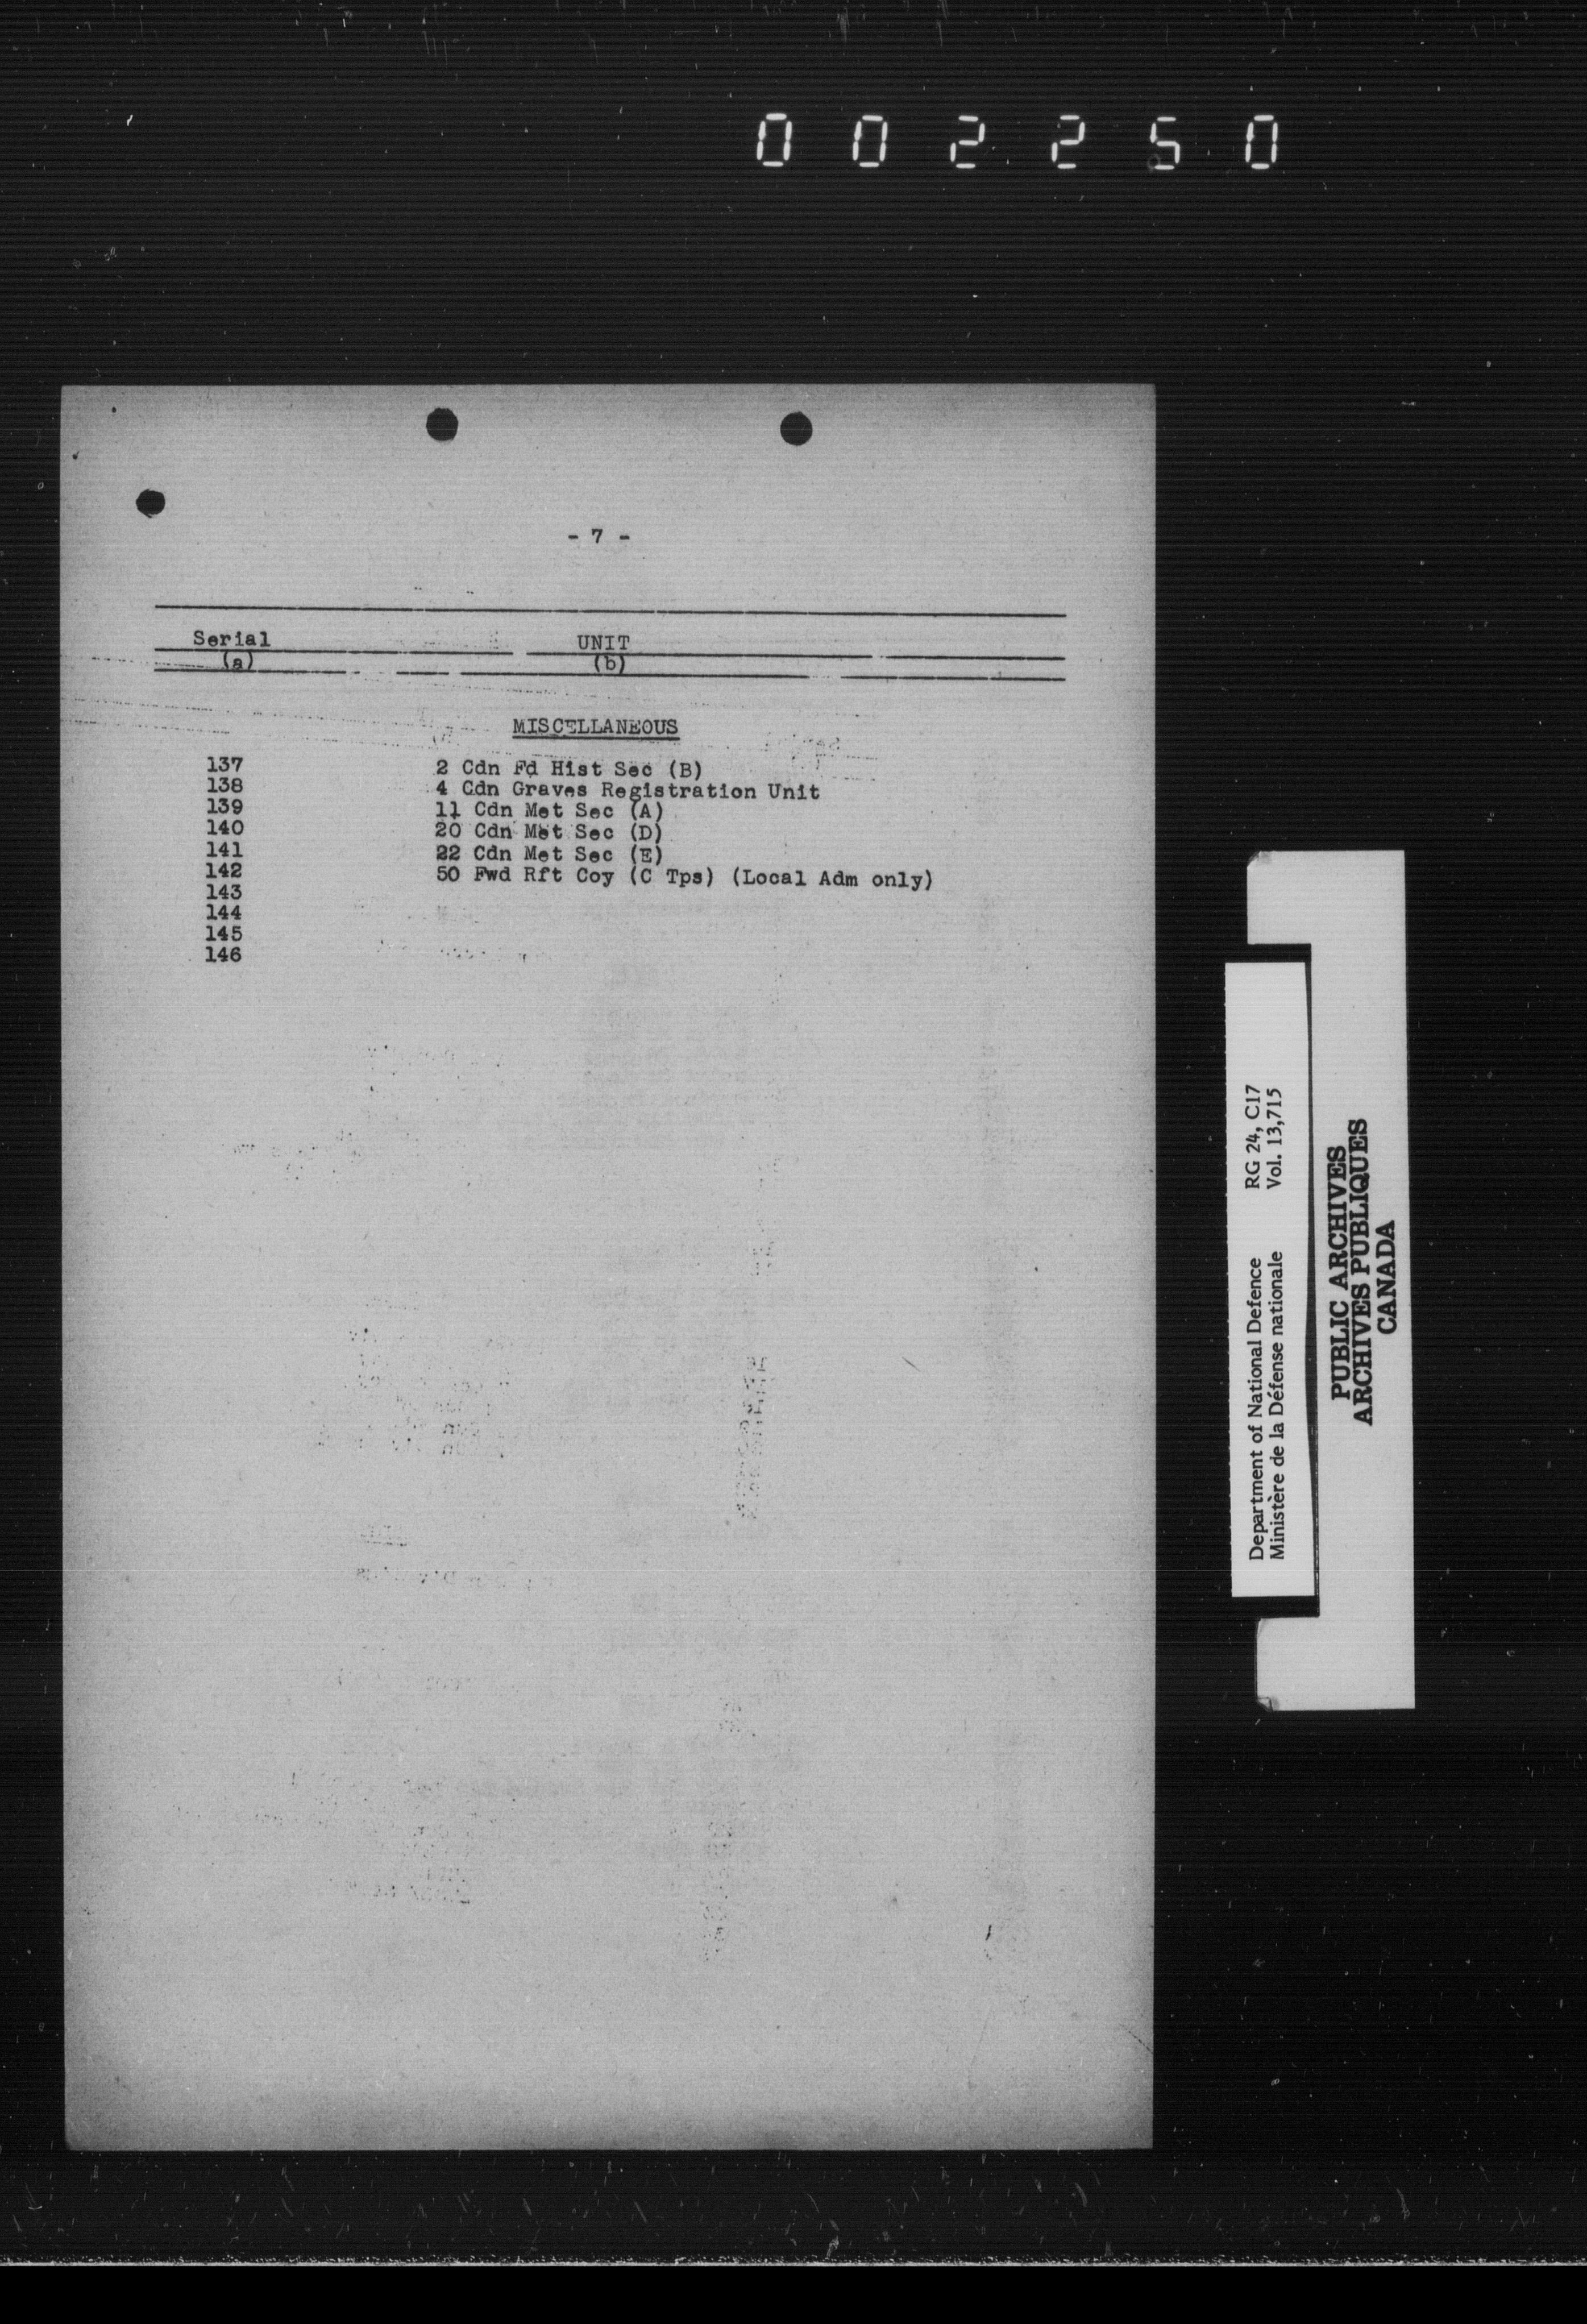 0 0 2 2 5 0
- 7 -
Serial UNIT
(a) (b)
MISCELLANEOUS
137 2 Cdn Fd Hist Sec (B)
138 4 Cdn Graves Registration Unit
139 11 Cdn Met Sec (A)
140 20 Cdn Met Sec (D)
141 22 Cdn Met Sec (E)
142 50 Fwd Rft Coy (C Tps) (Local Adm only)
143
144
145
146
Department of National Defence RG 24, C17
Ministère de la Défense nationale Vol. 13,715
PUBLIC ARCHIVES
ARCHIVES PUBLIQUES
CANADA